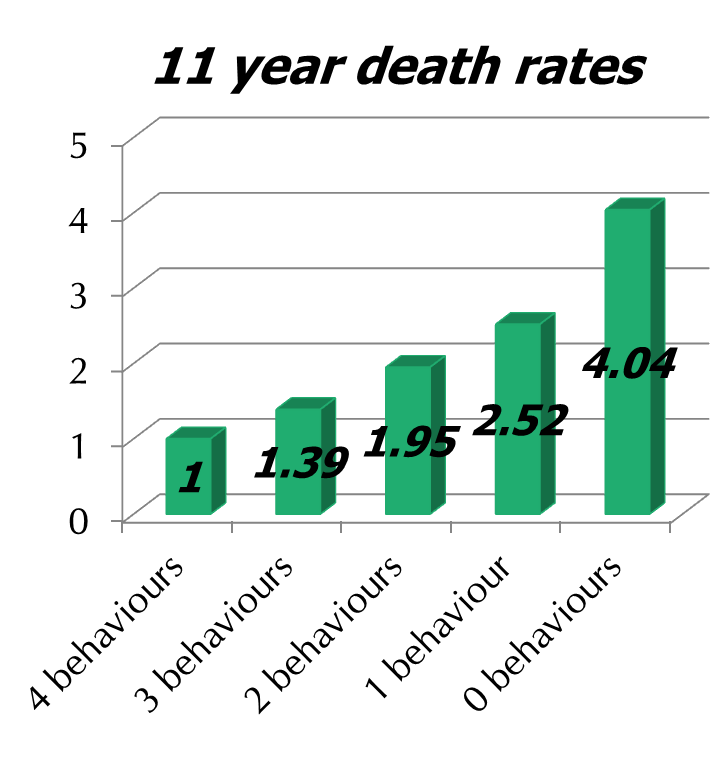 11 year death rates
5
4
3
2
1
0
1
1.39
1.95
2.52
4.04
4 behaviours
3 behaviours
2 behaviours
1 behaviour
0 behaviours